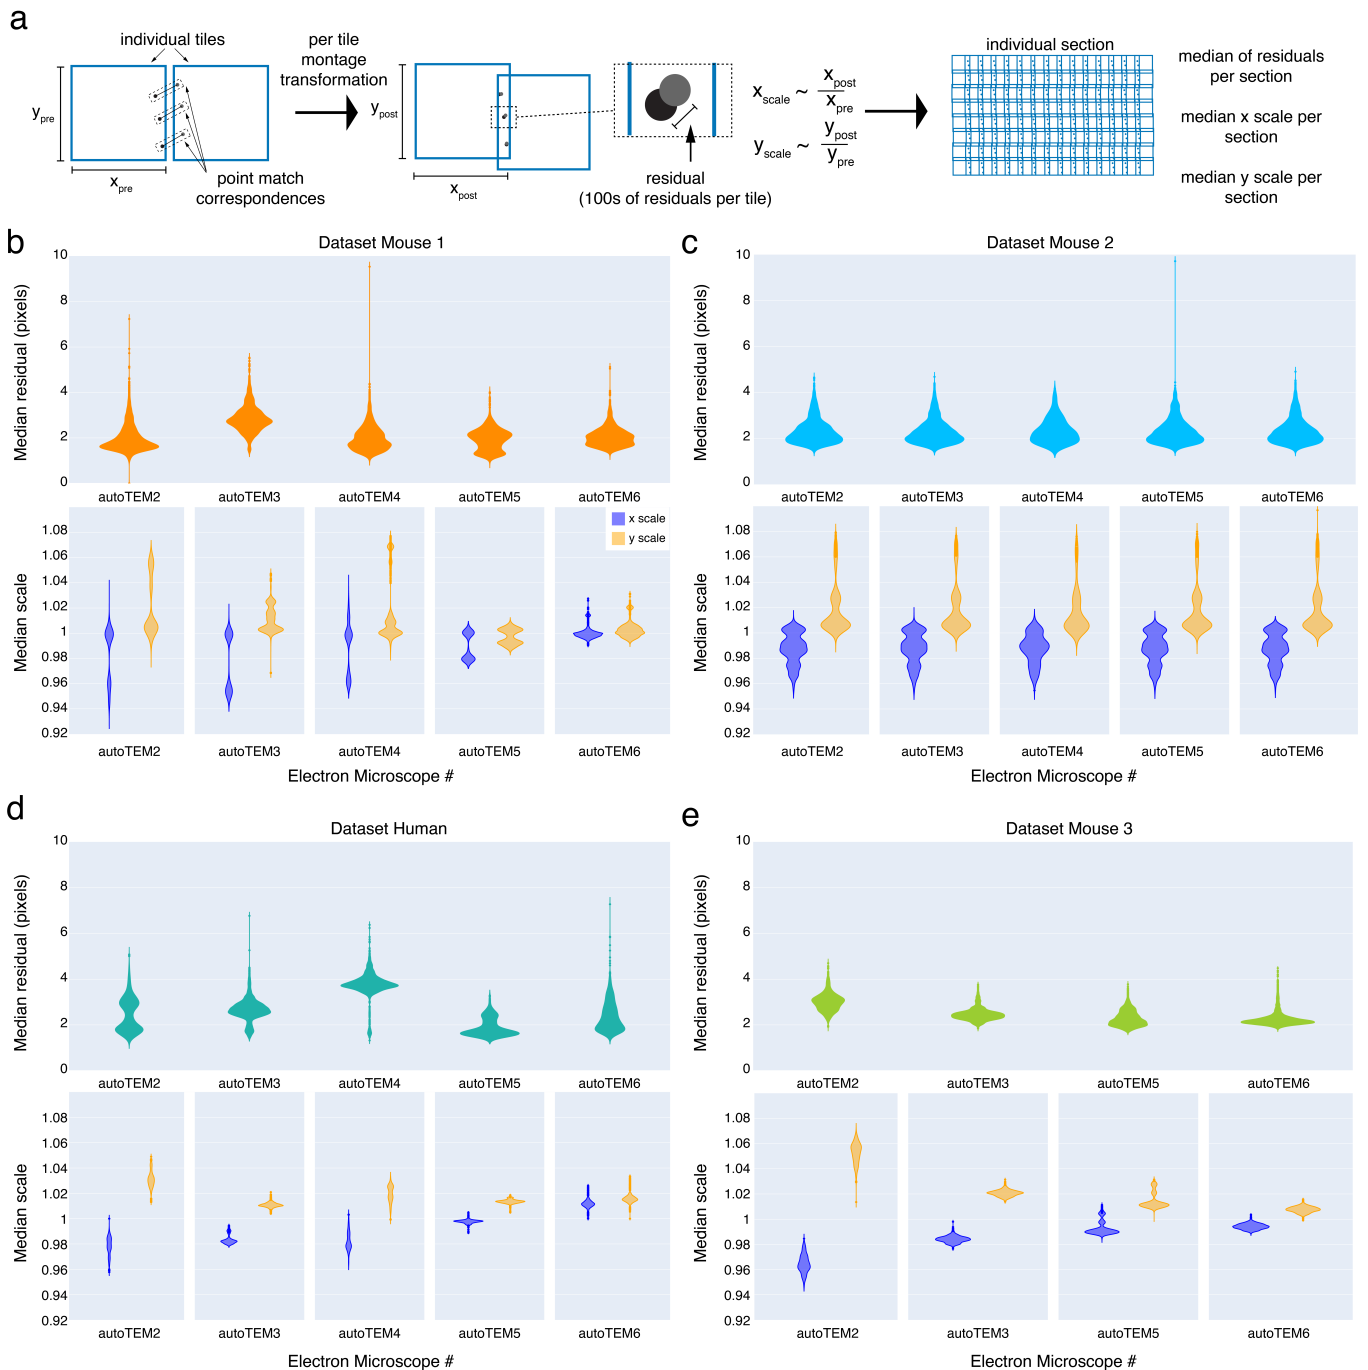 a
individual tiles
y pre
x pre
point match
correspondences
per tile
montage
transformation
y post
x post
residual
(100s of residuals per tile)
x scale ~ x post / x pre
y scale ~ y post / y pre
individual section
median of residuals
per section
median x scale per
section
median y scale per
section
b
Dataset Mouse 1
Median residual (pixels)
10
8
6
4
2
0
autoTEM2 autoTEM3 autoTEM4 autoTEM5 autoTEM6
Median scale
1.08
1.06
1.04
1.02
1
0.98
0.96
0.94
0.92
x scale
y scale
autoTEM2 autoTEM3 autoTEM4 autoTEM5 autoTEM6
Electron Microscope #
c
Dataset Mouse 2
Median residual (pixels)
10
8
6
4
2
0
autoTEM2 autoTEM3 autoTEM4 autoTEM5 autoTEM6
Median scale
1.08
1.06
1.04
1.02
1
0.98
0.96
0.94
0.92
autoTEM2 autoTEM3 autoTEM4 autoTEM5 autoTEM6
Electron Microscope #
d
Dataset Human
Median residual (pixels)
10
8
6
4
2
0
autoTEM2 autoTEM3 autoTEM4 autoTEM5 autoTEM6
Median scale
1.08
1.06
1.04
1.02
1
0.98
0.96
0.94
0.92
autoTEM2 autoTEM3 autoTEM4 autoTEM5 autoTEM6
Electron Microscope #
e
Dataset Mouse 3
Median residual (pixels)
10
8
6
4
2
0
autoTEM2 autoTEM3 autoTEM5 autoTEM6
Median scale
1.08
1.06
1.04
1.02
1
0.98
0.96
0.94
0.92
autoTEM2 autoTEM3 autoTEM5 autoTEM6
Electron Microscope #